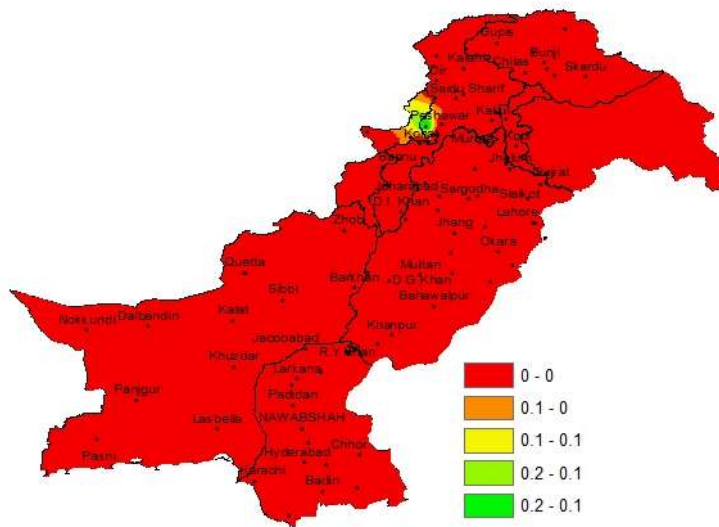 Gupis
Kalam
Chilas
Bunji
Skardu
Dir
Saidu Sharif
Peshawar
Kakul
Jhelum
Sargodha
Sialkot
D.I. Khan
Lahore
Zhob
Jhang
Okara
Quetta
Multan
Barkhan
D.G.Khan
Sibbi
Bahawalpur
Nokkundi
Dalbandin
Kalat
Khanpur
Jacobabad
R.Y.Khan
Khuzdar
Larkana
Panjgur
Padidan
NAWABSHAH
Lasbella
Pasni
Hyderabad
Chhor
Karachi
Badin
0 - 0
0.1 - 0
0.1 - 0.1
0.2 - 0.1
0.2 - 0.1